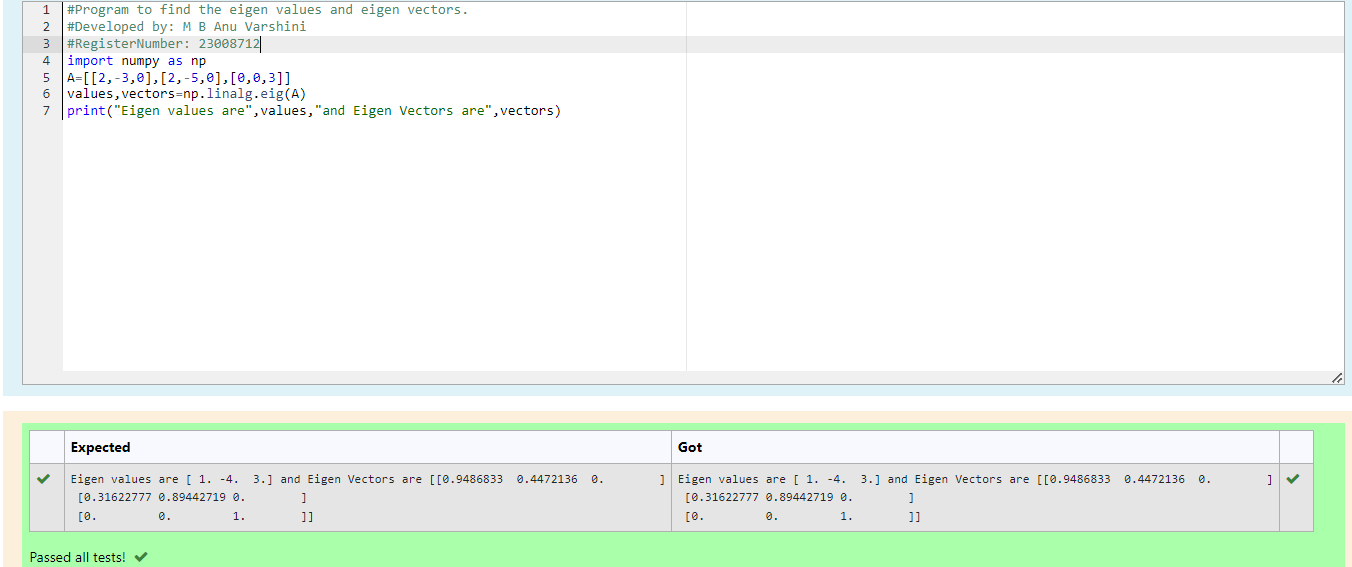 1 #Program to find the eigen values and eigen vectors.
2 #Developed by: M B Anu Varshini
3 #RegisterNumber: 23008712
4 import numpy as np
5 A=[[2,-3,0],[2,-5,0],[0,0,3]]
6 values,vectors=np.linalg.eig(A)
7 print("Eigen values are",values,"and Eigen Vectors are",vectors)
Expected Got
Eigen values are [ 1. -4.  3.] and Eigen Vectors are [[0.9486833  0.4472136  0.        ] Eigen values are [ 1. -4.  3.] and Eigen Vectors are [[0.9486833  0.4472136  0.        ]
[0.31622777 0.89442719 0.        ] [0.31622777 0.89442719 0.        ]
[0.         0.         1.        ]] [0.         0.         1.        ]]
Passed all tests!